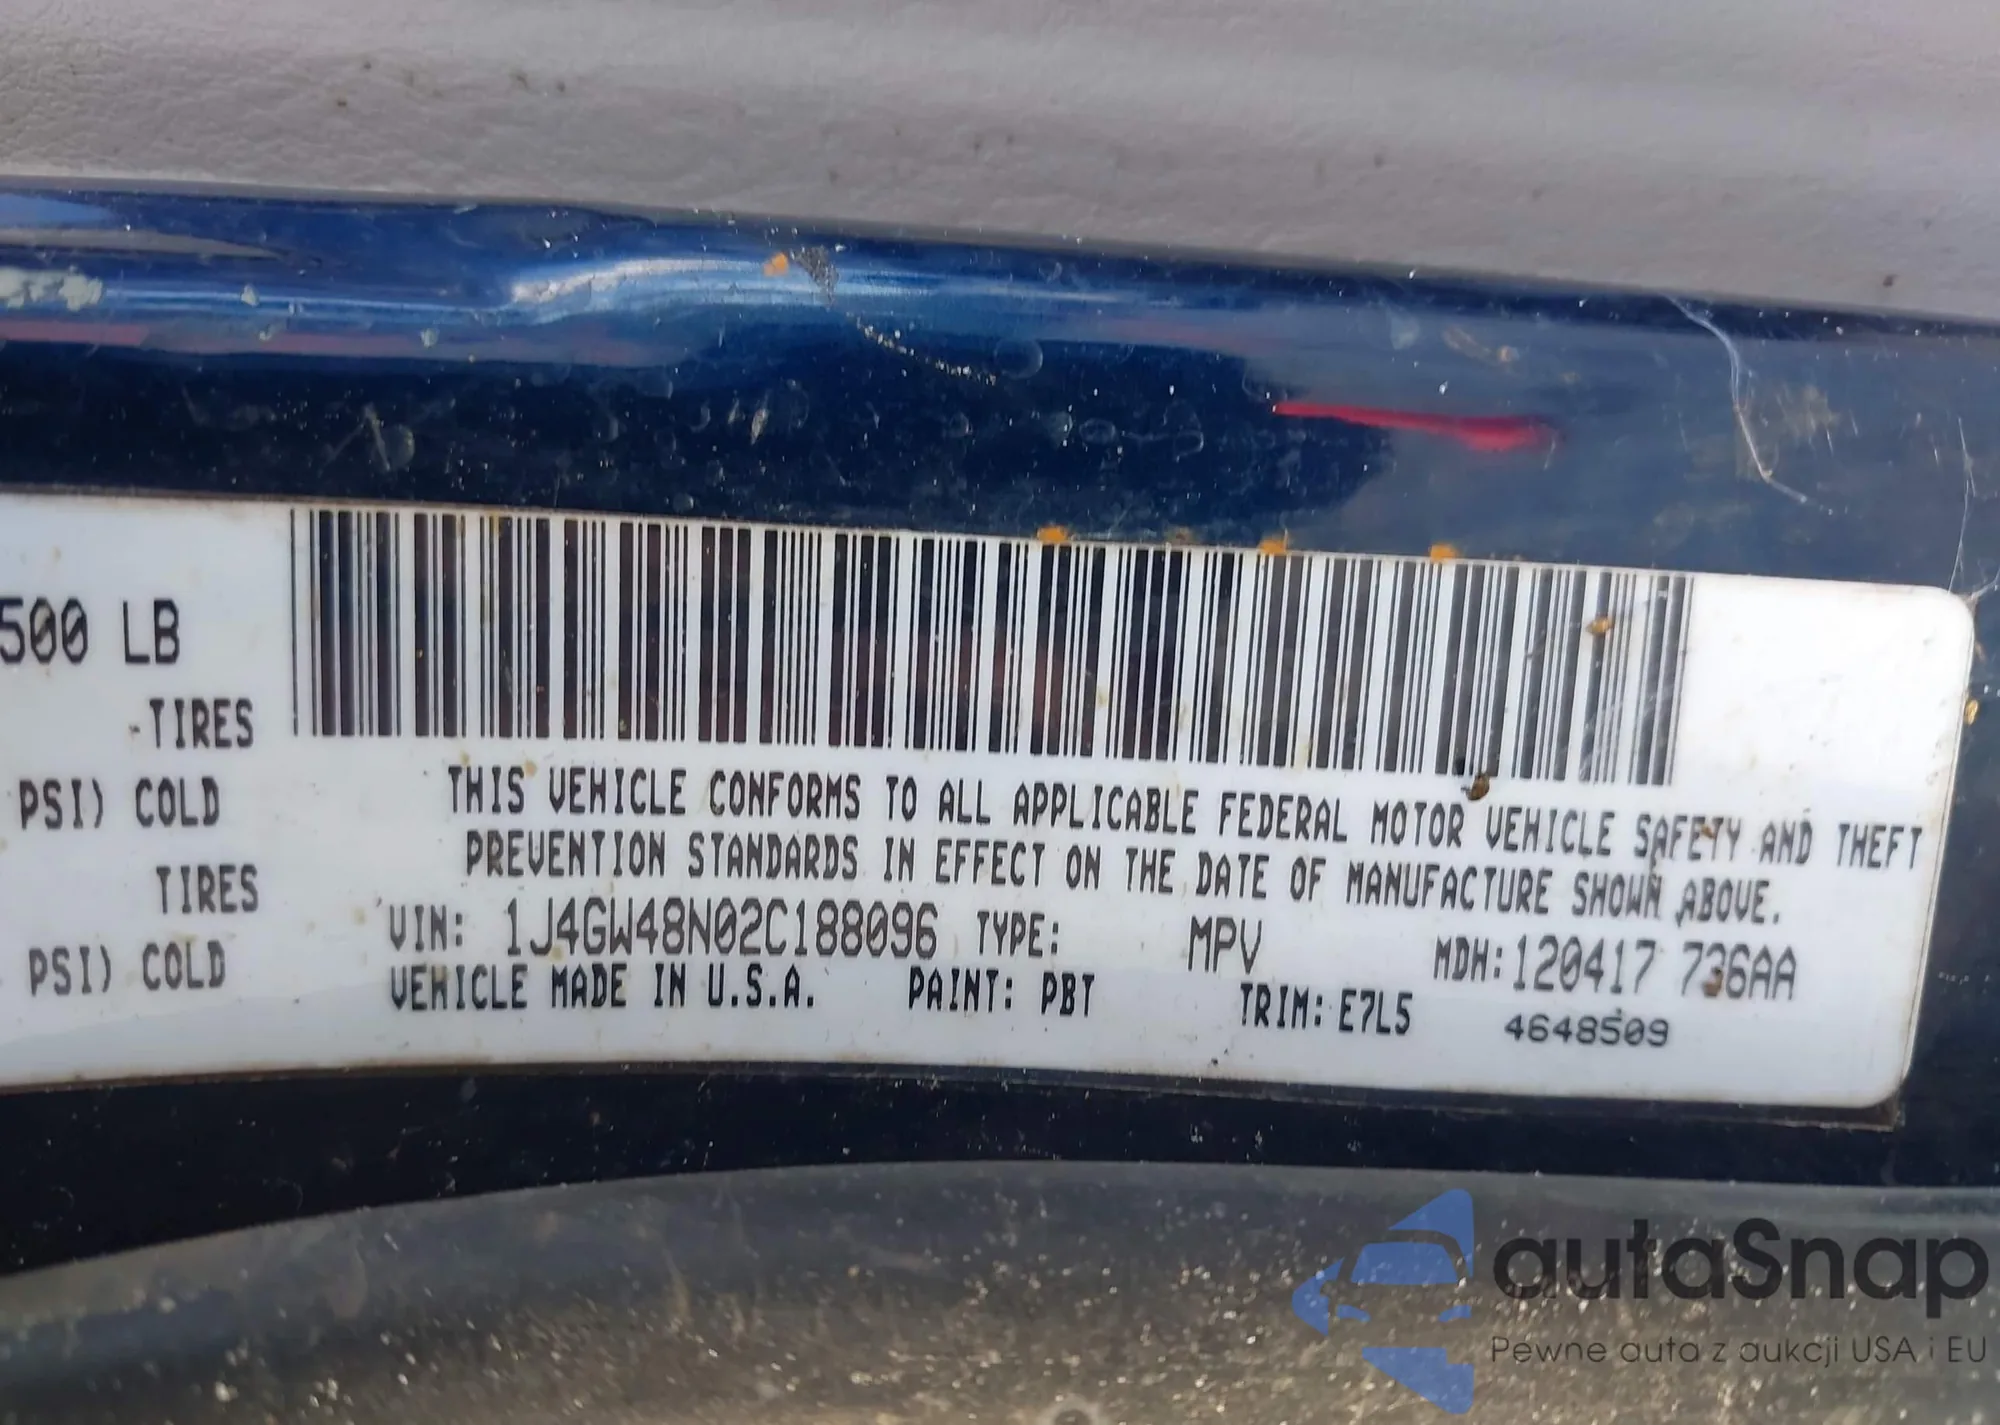 500 LB
-TIRES
PSI) COLD
TIRES
PSI) COLD
THIS VEHICLE CONFORMS TO ALL APPLICABLE FEDERAL MOTOR VEHICLE SAFETY AND THEFT
PREVENTION STANDARDS IN EFFECT ON THE DATE OF MANUFACTURE SHOWN ABOVE.
VIN: 1J4GW48N02C188096 TYPE: MPV MDH: 120417 736AA
VEHICLE MADE IN U.S.A. PAINT: PBT TRIM: E7L5 4648509
autaSnap
Pewne auta z aukcji USA i EU